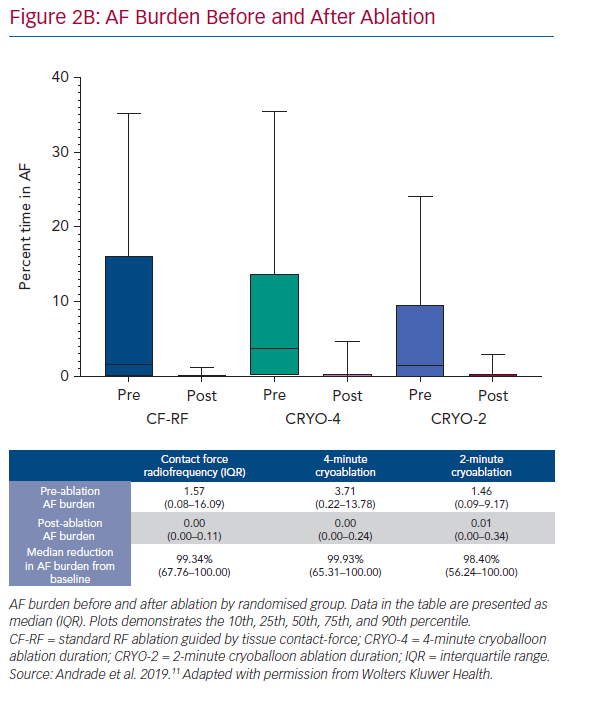 Figure 2B: AF Burden Before and After Ablation
40
30
20
10
0
Percent time in AF
Pre Post Pre Post Pre Post
CF-RF CRYO-4 CRYO-2
Contact force 4-minute 2-minute
radiofrequency (IQR) cryoablation cryoablation
Pre-ablation 1.57 3.71 1.46
AF burden (0.08–16.09) (0.22–13.78) (0.09–9.17)
Post-ablation 0.00 0.00 0.01
AF burden (0.00–0.11) (0.00–0.24) (0.00–0.34)
Median reduction
in AF burden from 99.34% 99.93% 98.40%
baseline (67.76–100.00) (65.31–100.00) (56.24–100.00)
AF burden before and after ablation by randomised group. Data in the table are presented as
median (IQR). Plots demonstrates the 10th, 25th, 50th, 75th, and 90th percentile.
CF-RF = standard RF ablation guided by tissue contact-force; CRYO-4 = 4-minute cryoballoon
ablation duration; CRYO-2 = 2-minute cryoballoon ablation duration; IQR = interquartile range.
Source: Andrade et al. 2019.¹¹ Adapted with permission from Wolters Kluwer Health.